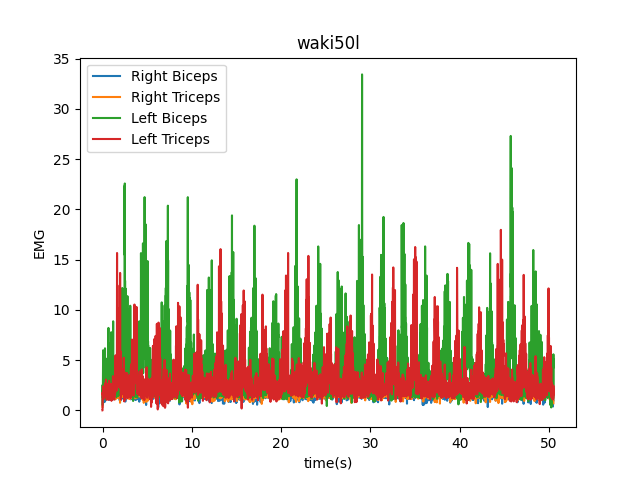 waki50l
Right Biceps
Right Triceps
Left Biceps
Left Triceps
EMG
35
30
25
20
15
10
5
0
0 10 20 30 40 50
time(s)